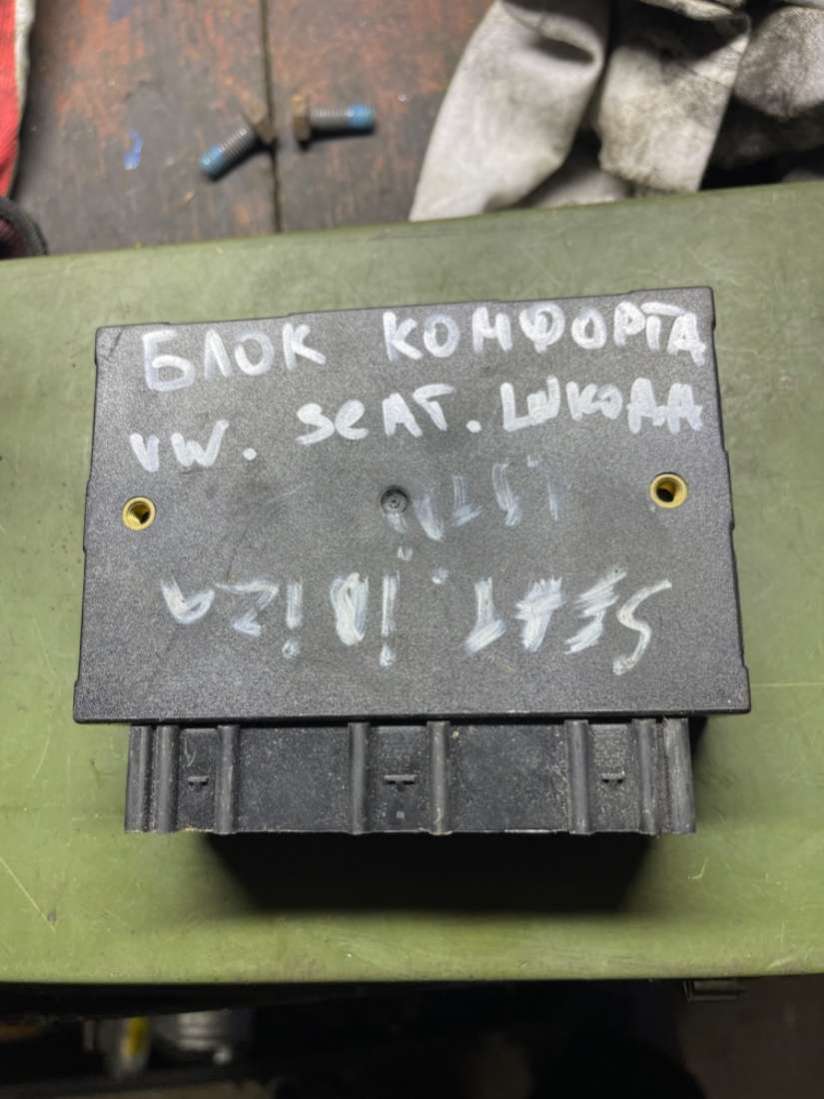 БЛОК КОМФОРТА
VW. SEAT. ШКОДА
SEAT. iBiZA